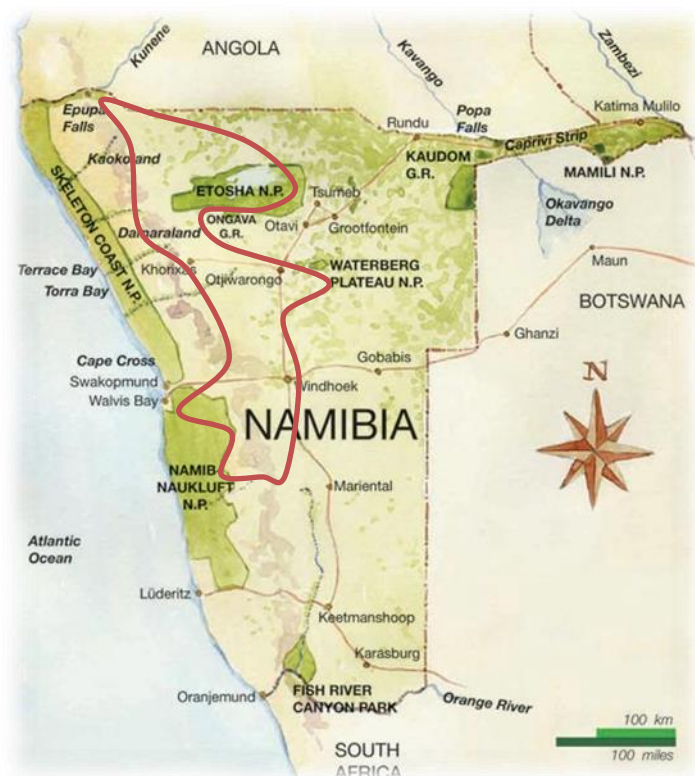 Kunene
ANGOLA
Kavango
Zambezi
Epupa
Falls
Rundu
Popa
Falls
Katima Mulilo
Caprivi Strip
Kaokoland
KAUDOM
G.R.
MAMILI N.P.
SKELETON COAST N.P.
ETOSHA N.P.
Tsumeb
Okavango
Delta
ONGAVA
G.R.
Otavi
Grootfontein
Damaraland
Maun
Terrace Bay
Khorixas
Otjiwarongo
WATERBERG
PLATEAU N.P.
Torra Bay
BOTSWANA
Ghanzi
Cape Cross
Gobabis
Swakopmund
Windhoek
Walvis Bay
N
NAMIBIA
NAMIB-
NAUKLUFT
N.P.
Mariental
Atlantic
Ocean
Lüderitz
Keetmanshoop
Karasburg
Oranjemund
FISH RIVER
CANYON PARK
Orange River
100 km
100 miles
SOUTH
AFRICA